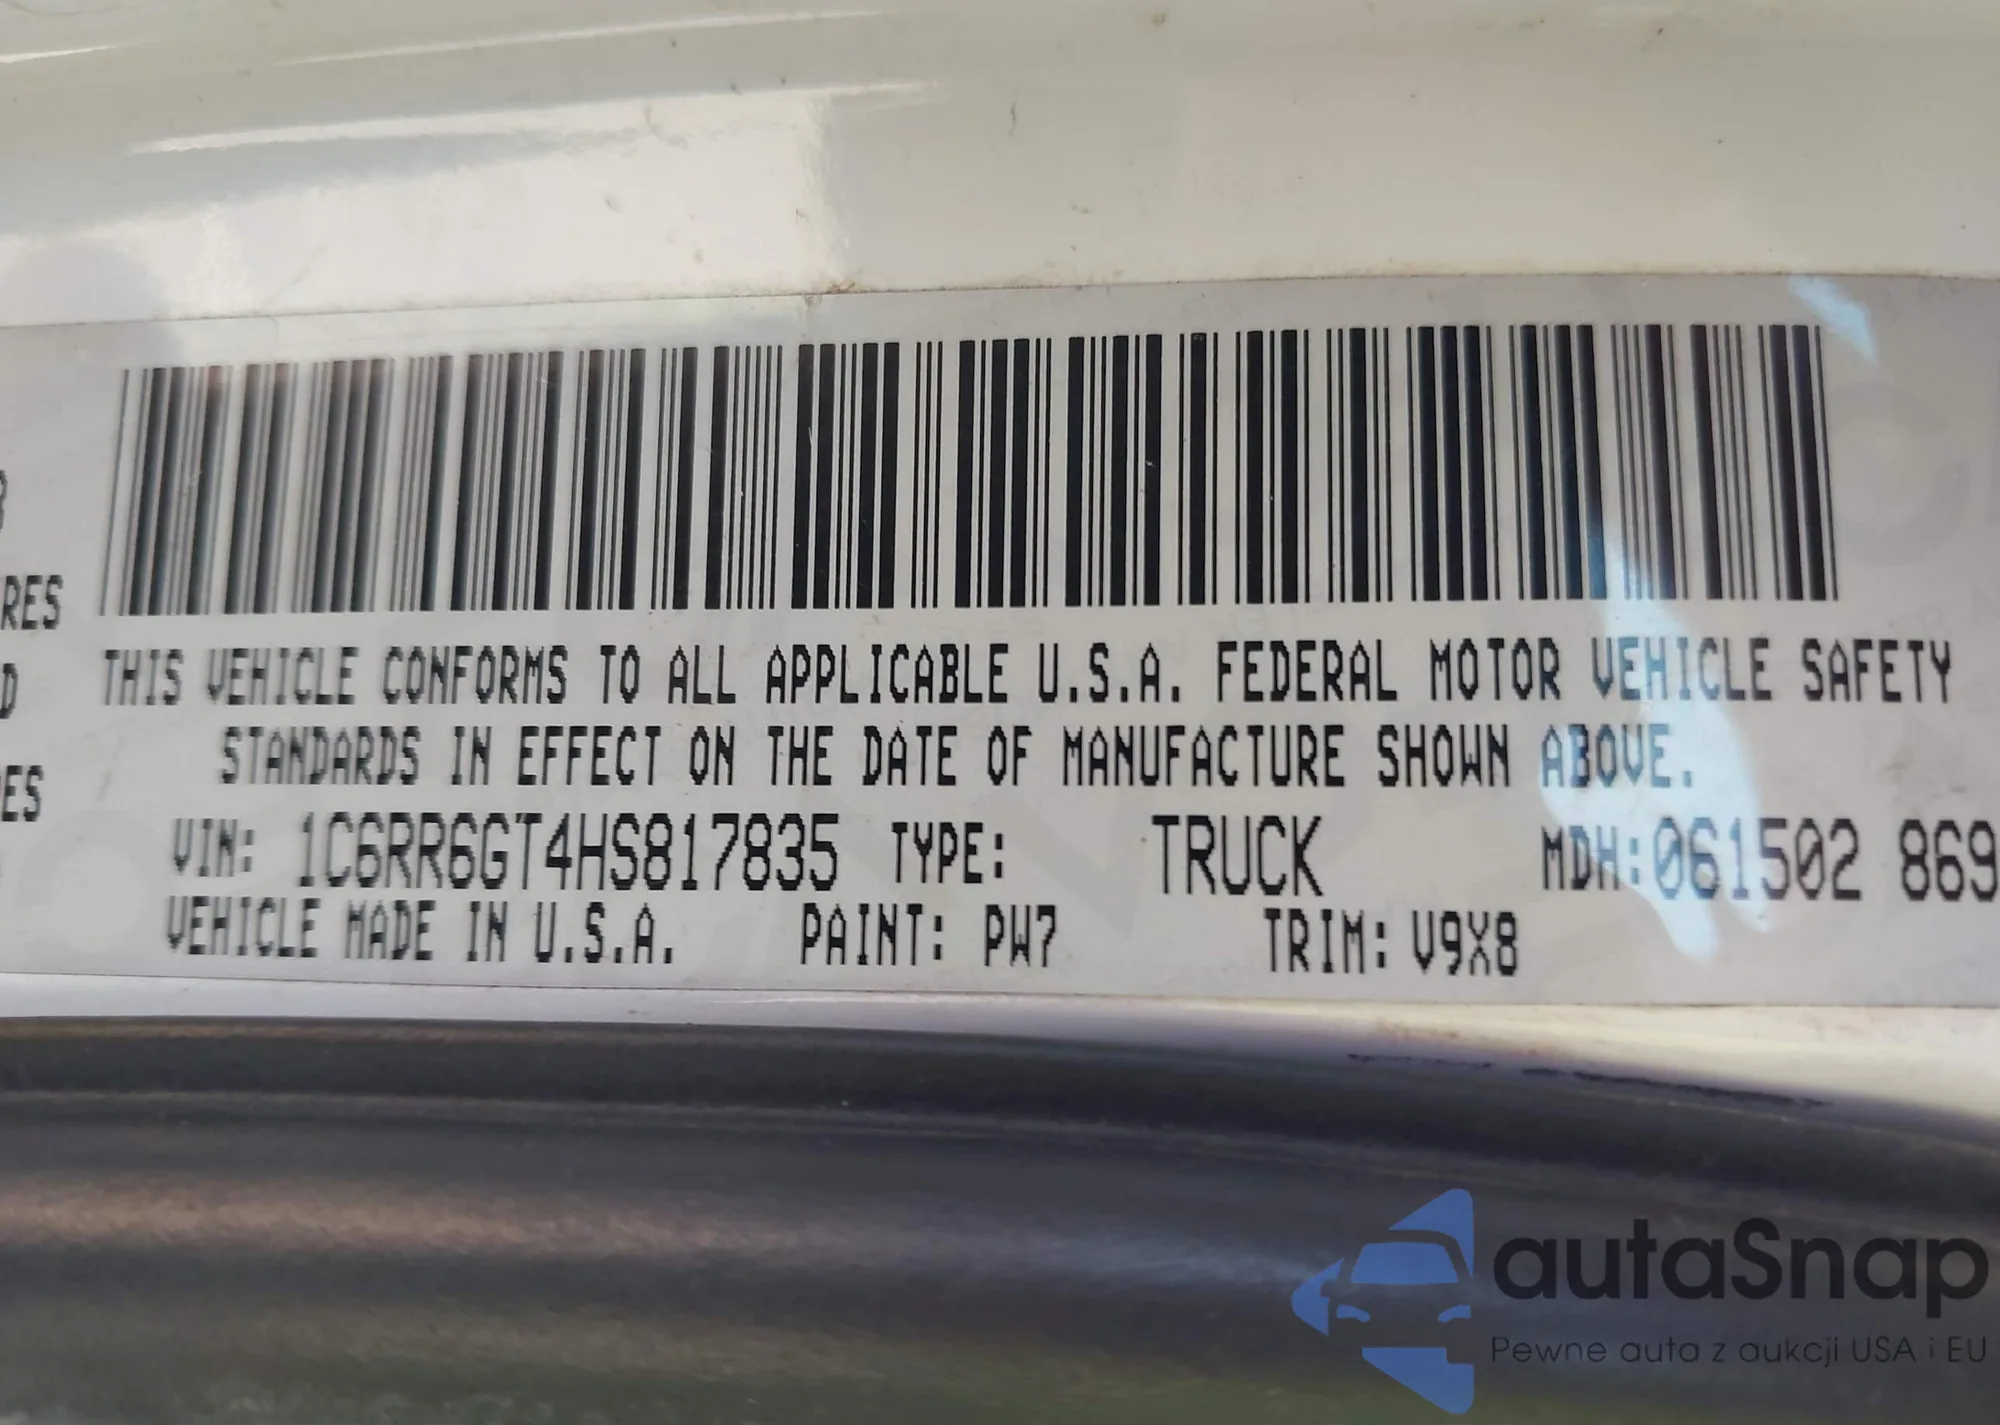 RES
THIS VEHICLE CONFORMS TO ALL APPLICABLE U.S.A. FEDERAL MOTOR VEHICLE SAFETY
STANDARDS IN EFFECT ON THE DATE OF MANUFACTURE SHOWN ABOVE.
ES
VIN: 1C6RR6GT4HS817835 TYPE: TRUCK MDH:061502 869
VEHICLE MADE IN U.S.A. PAINT: PW7 TRIM: V9X8
autaSnap
Pewne auta z aukcji USA i EU